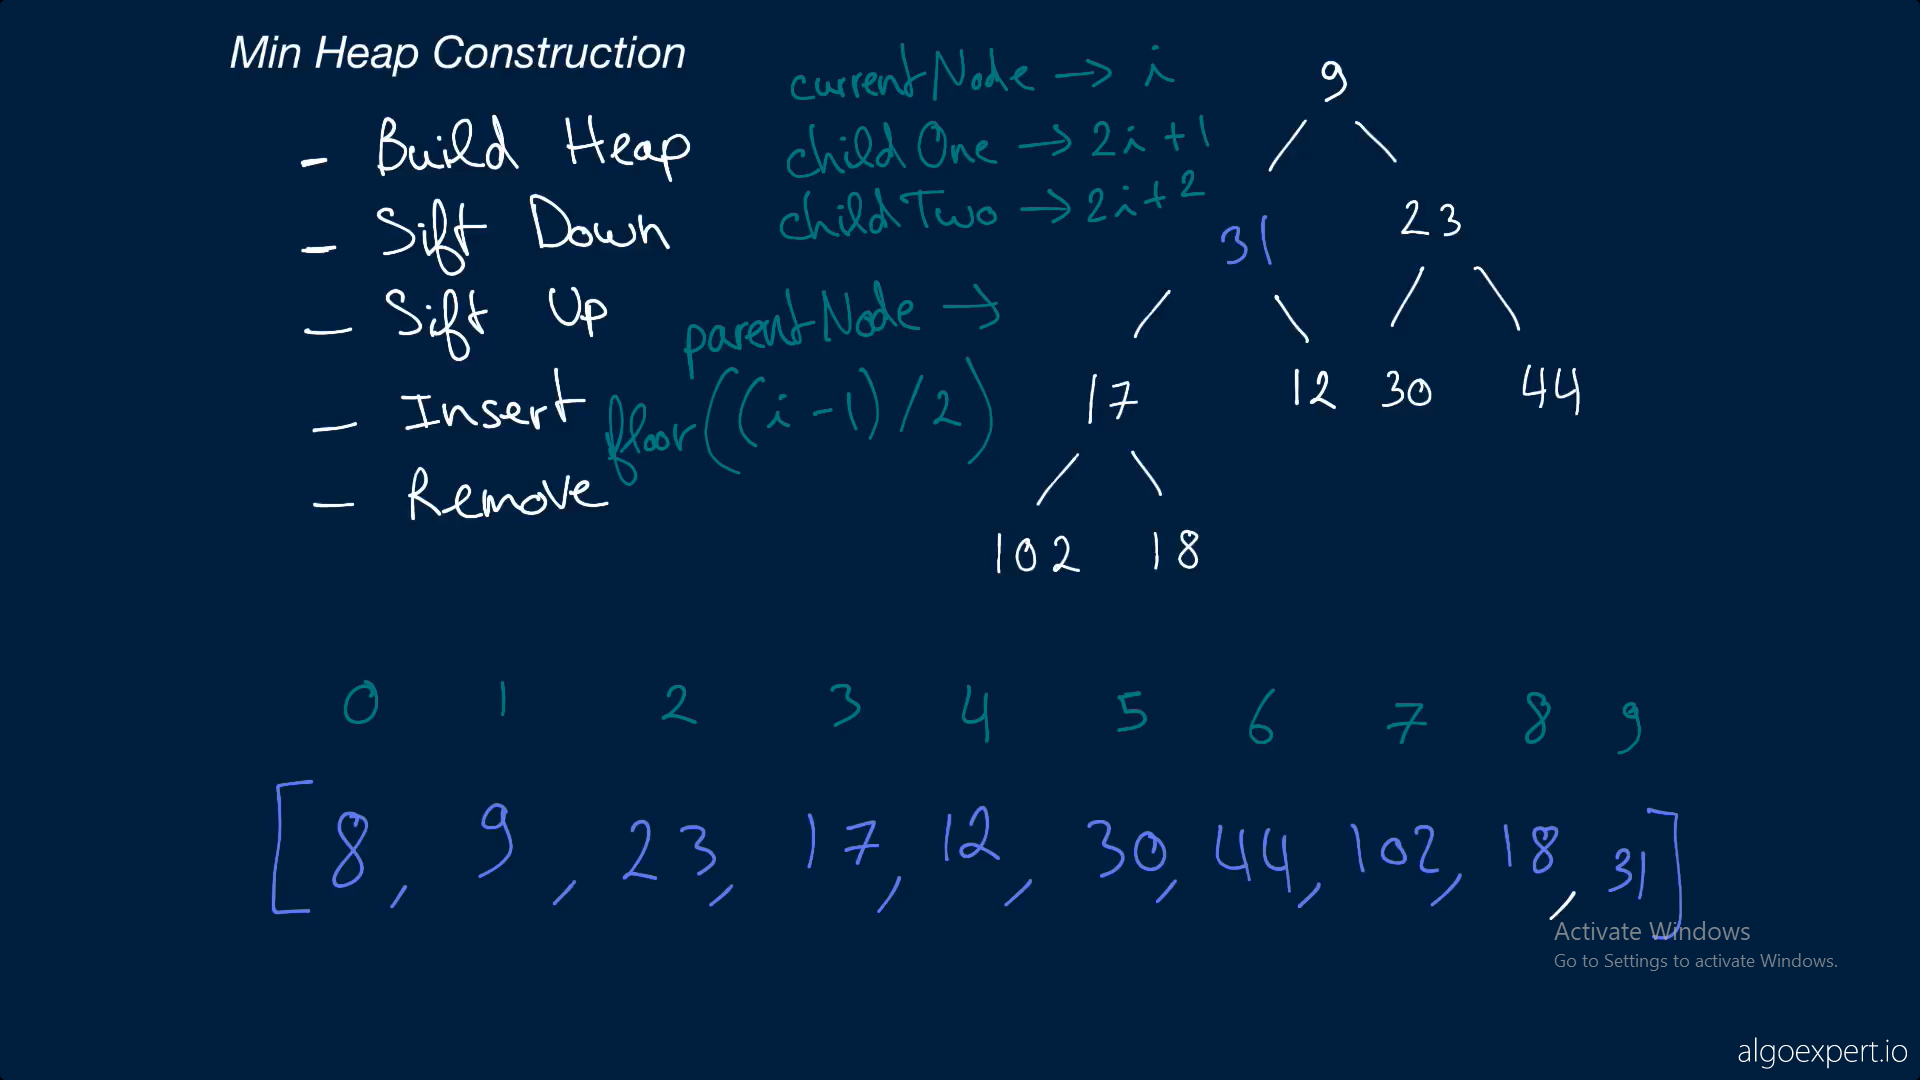 Min Heap Construction
- Build Heap
- Sift Down
- Sift Up
- Insert
- Remove
currentNode → i
childOne → 2i+1
childTwo → 2i+2
parentNode →
floor((i-1)/2)
9
31 23
17 12 30 44
102 18
0 1 2 3 4 5 6 7 8 9
[8, 9, 23, 17, 12, 30, 44, 102, 18, 31]
Activate Windows
Go to Settings to activate Windows.
algoexpert.io